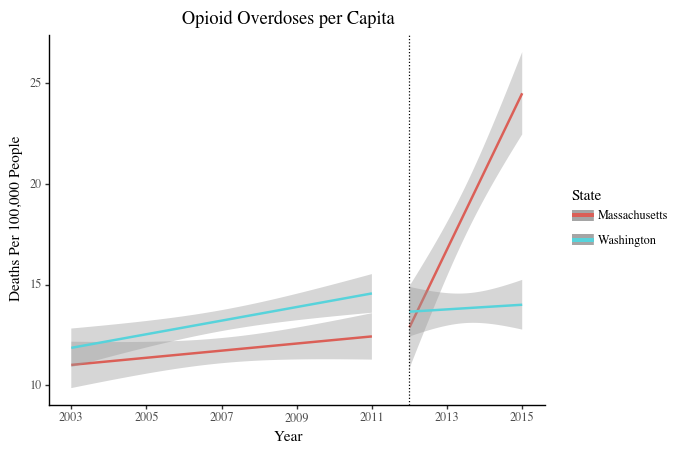 Opioid Overdoses per Capita
Deaths Per 100,000 People
25
20
15
10
2003
2005
2007
2009
2011
2013
2015
Year
State
Massachusetts
Washington